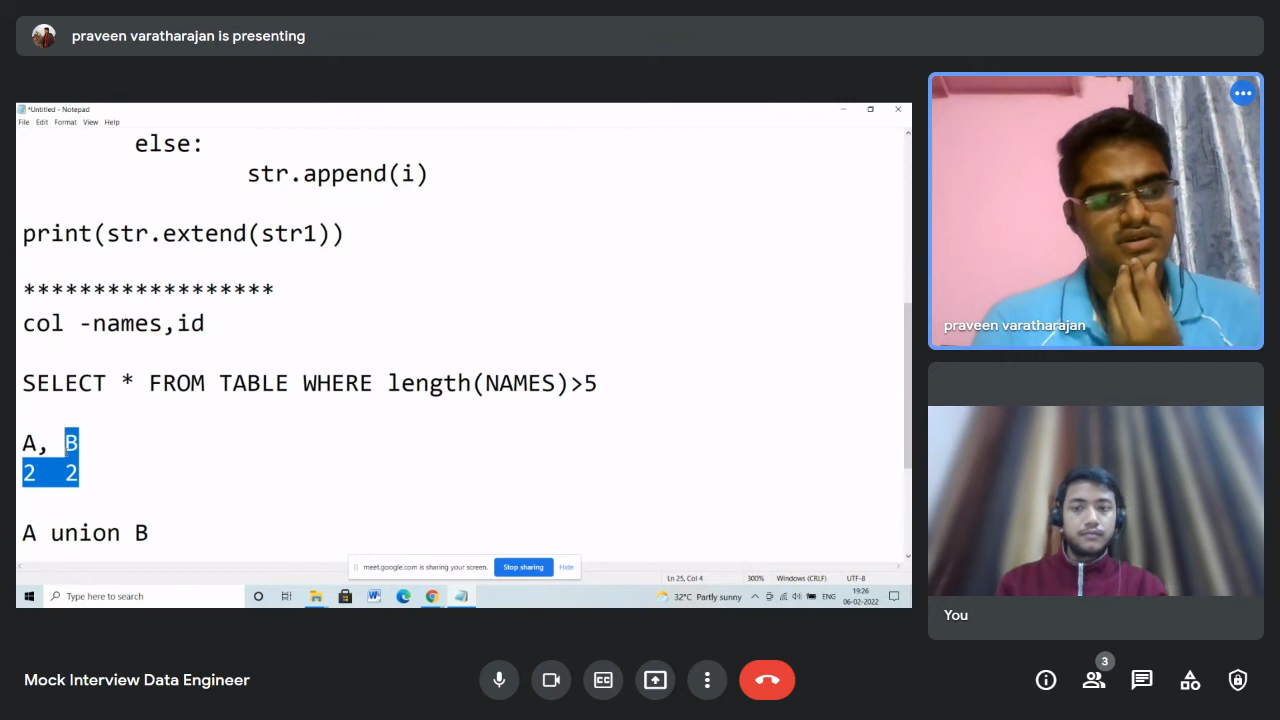 praveen varatharajan is presenting
*Untitled - Notepad
File Edit Format View Help
else:
str.append(i)
print(str.extend(str1))
******************
col -names,id
SELECT * FROM TABLE WHERE length(NAMES)>5
A, B
2 2
A union B
meet.google.com is sharing your screen. Stop sharing Hide
Ln 25, Col 4 300% Windows (CRLF) UTF-8
Type here to search
32°C Partly sunny ENG 19:26
06-02-2022
praveen varatharajan
You
Mock Interview Data Engineer
3